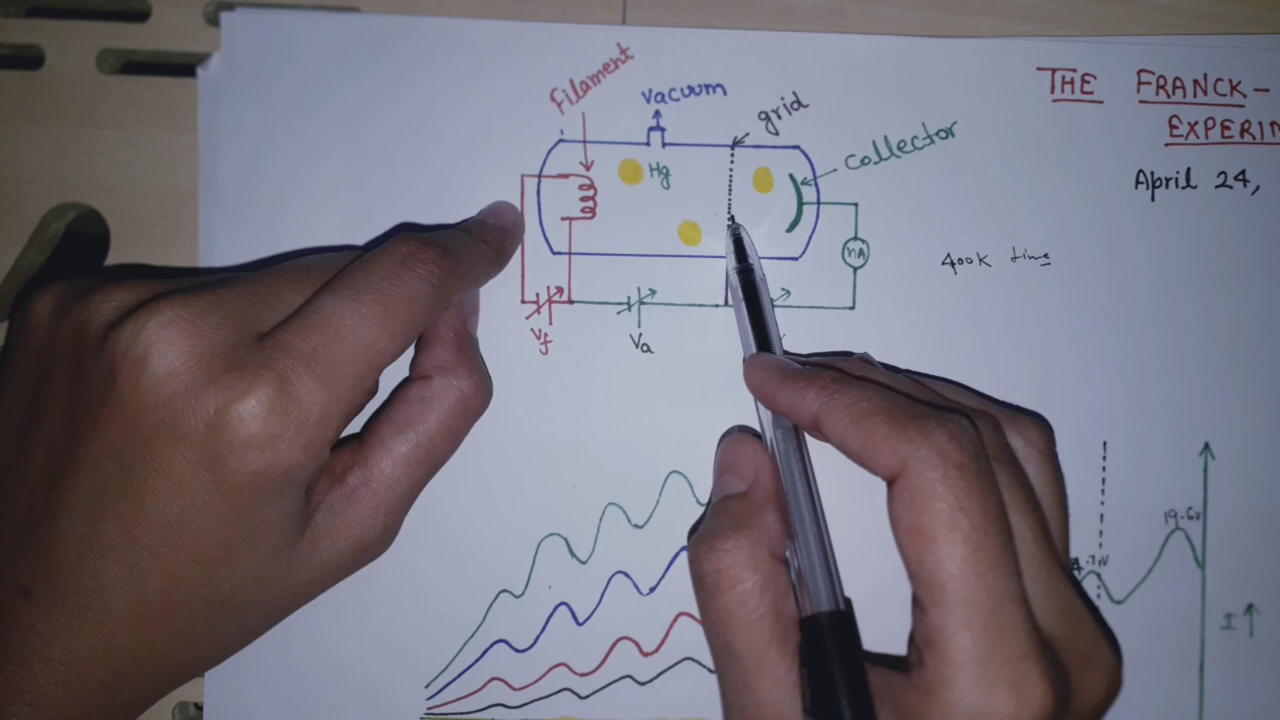 THE FRANCK-
EXPERIM
April 24,
Filament
vacuum
grid
collector
Hg
nA
Vf
Va
400K time
19.6v
I